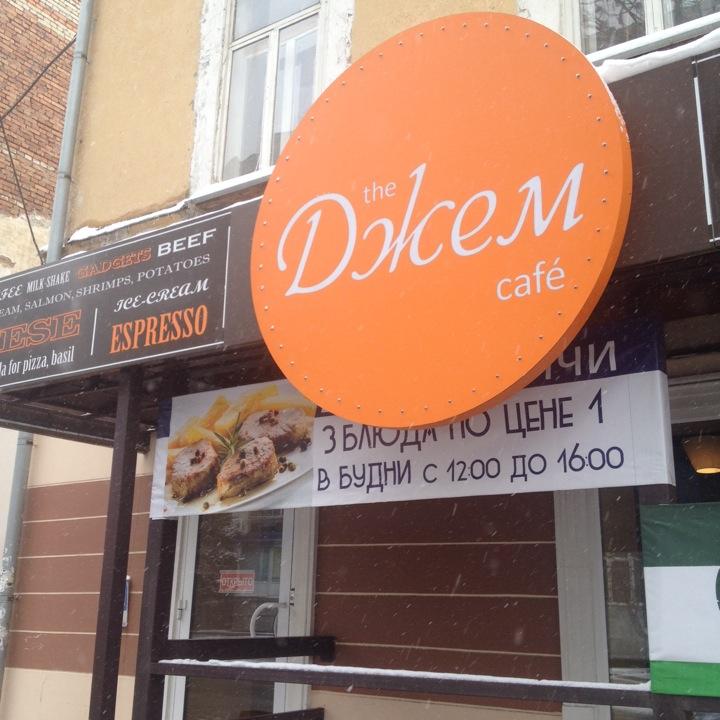 the
Джем
café
BEEF
MILK-SHAKE GADGETS
SALMON, SHRIMPS, POTATOES
ICE-CREAM
ESPRESSO
for pizza, basil
3 БЛЮДА ПО ЦЕНЕ 1
В БУДНИ С 12:00 ДО 16:00
ОТКРЫТО